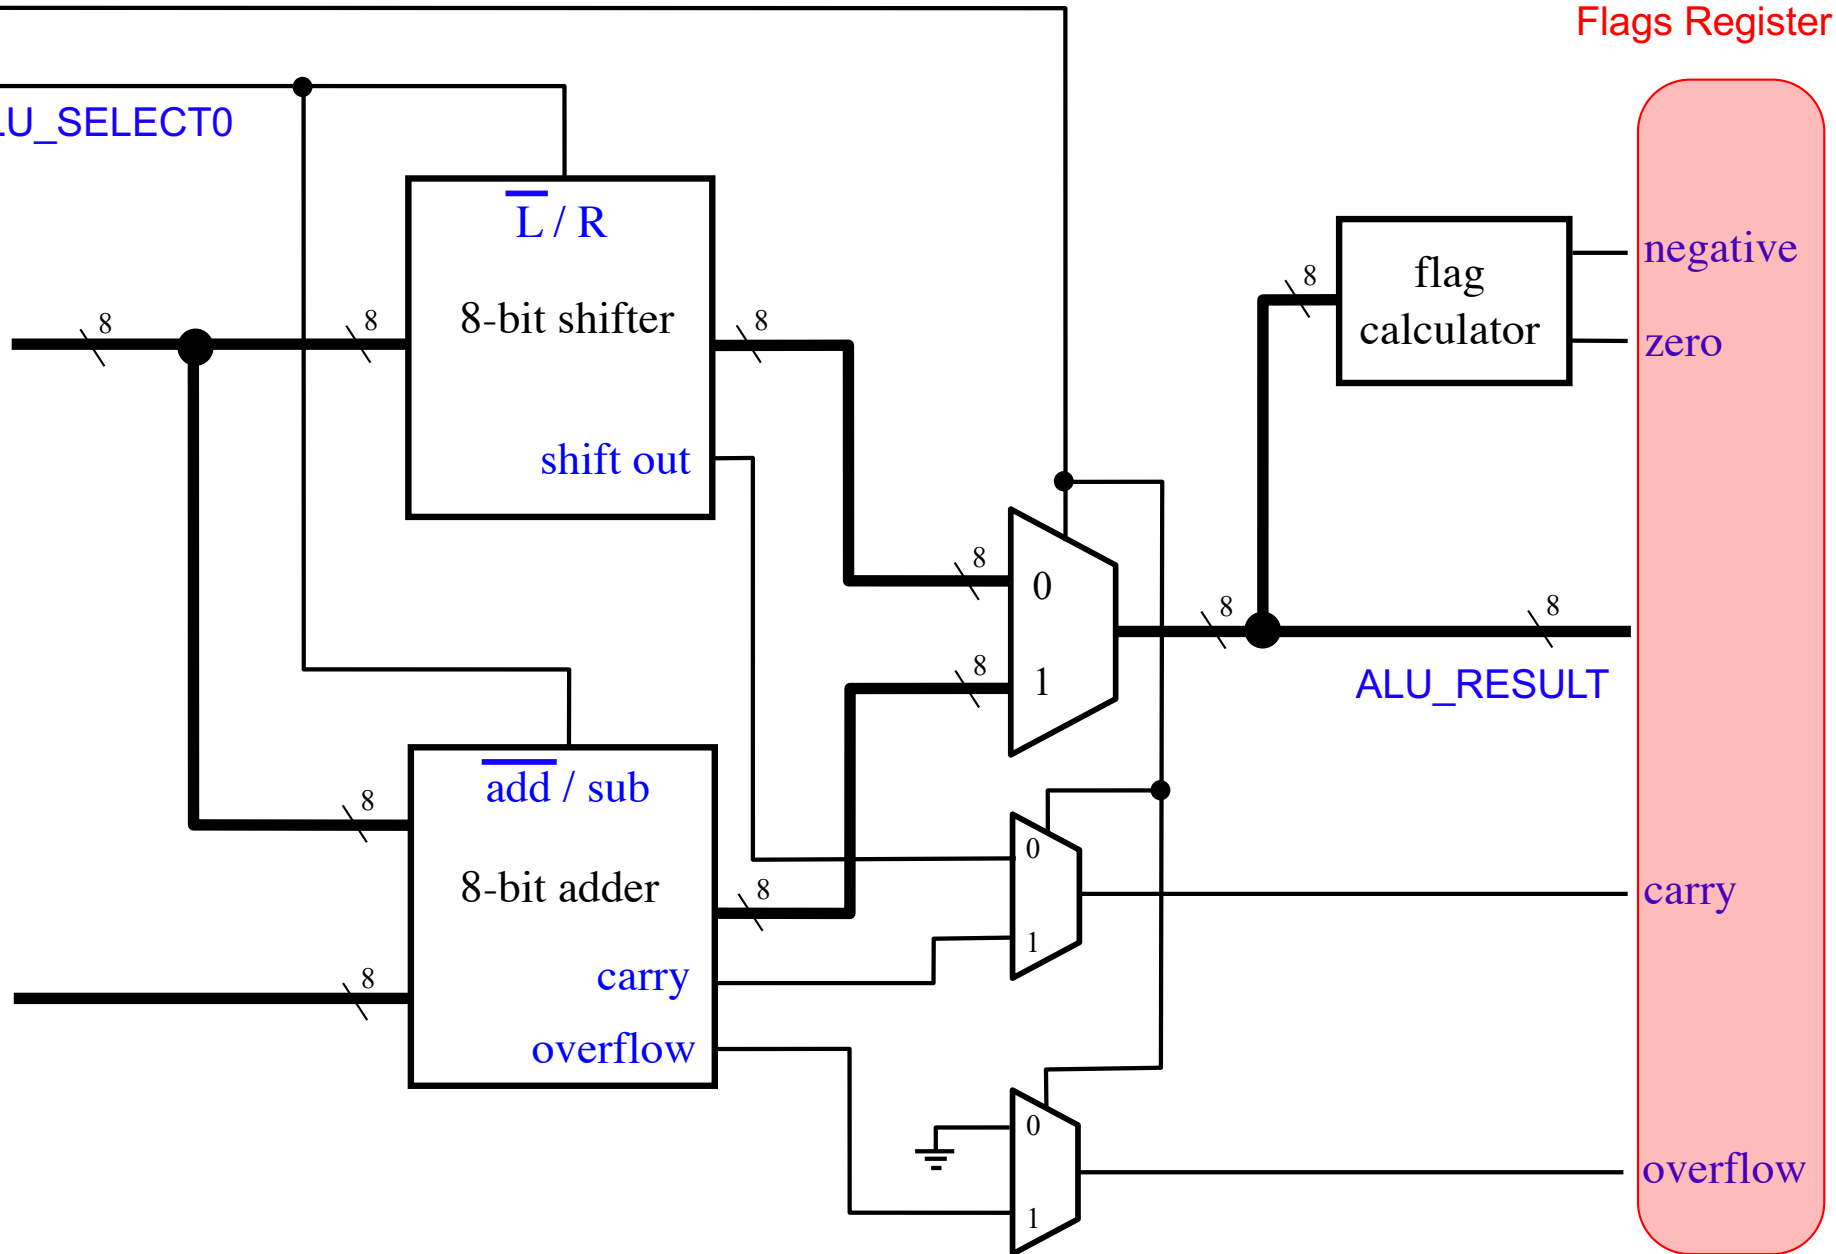 Flags Register
LU_SELECT0
L / R
8-bit shifter
shift out
8
8
8
flag
calculator
8
negative
zero
8
0
8
1
8
8
ALU_RESULT
add / sub
8-bit adder
carry
overflow
8
8
8
0
1
carry
0
1
overflow